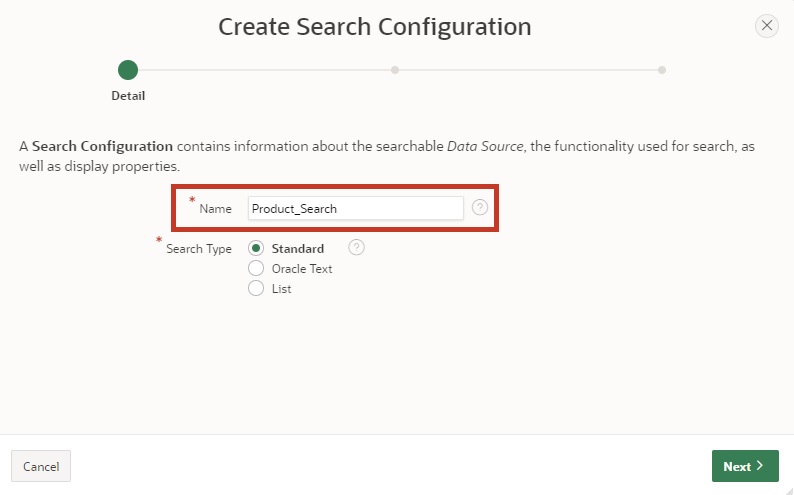 Create Search Configuration
Detail
A Search Configuration contains information about the searchable Data Source, the functionality used for search, as
well as display properties.
* Name Product_Search ?
* Search Type Standard ?
Oracle Text
List
Cancel Next